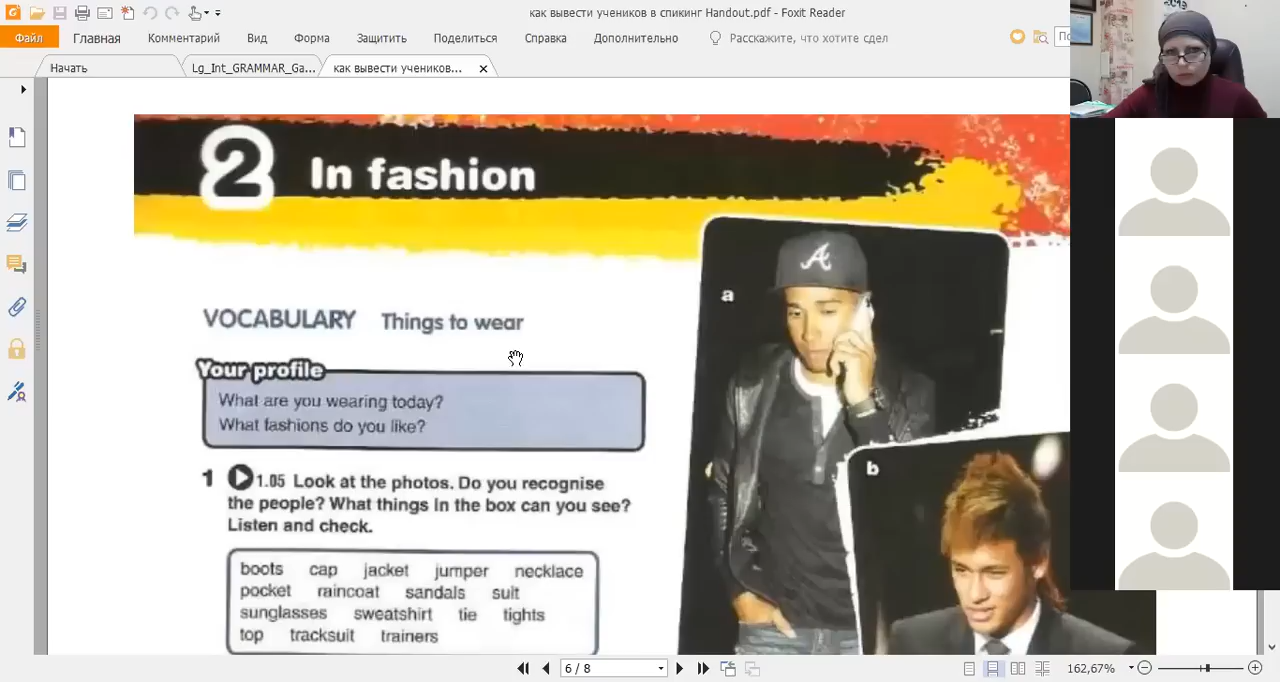 как вывести учеников в спикинг Handout.pdf - Foxit Reader
Файл Главная Комментарий Вид Форма Защитить Поделиться Справка Дополнительно Расскажите, что хотите сдел По
Начать Lg_Int_GRAMMAR_Ga... как вывести учеников...
2 In fashion
a
VOCABULARY Things to wear
Your profile
What are you wearing today?
What fashions do you like?
b
1 1.05 Look at the photos. Do you recognise
the people? What things in the box can you see?
Listen and check.
boots cap jacket jumper necklace
pocket raincoat sandals suit
sunglasses sweatshirt tie tights
top tracksuit trainers
6 / 8 162,67%